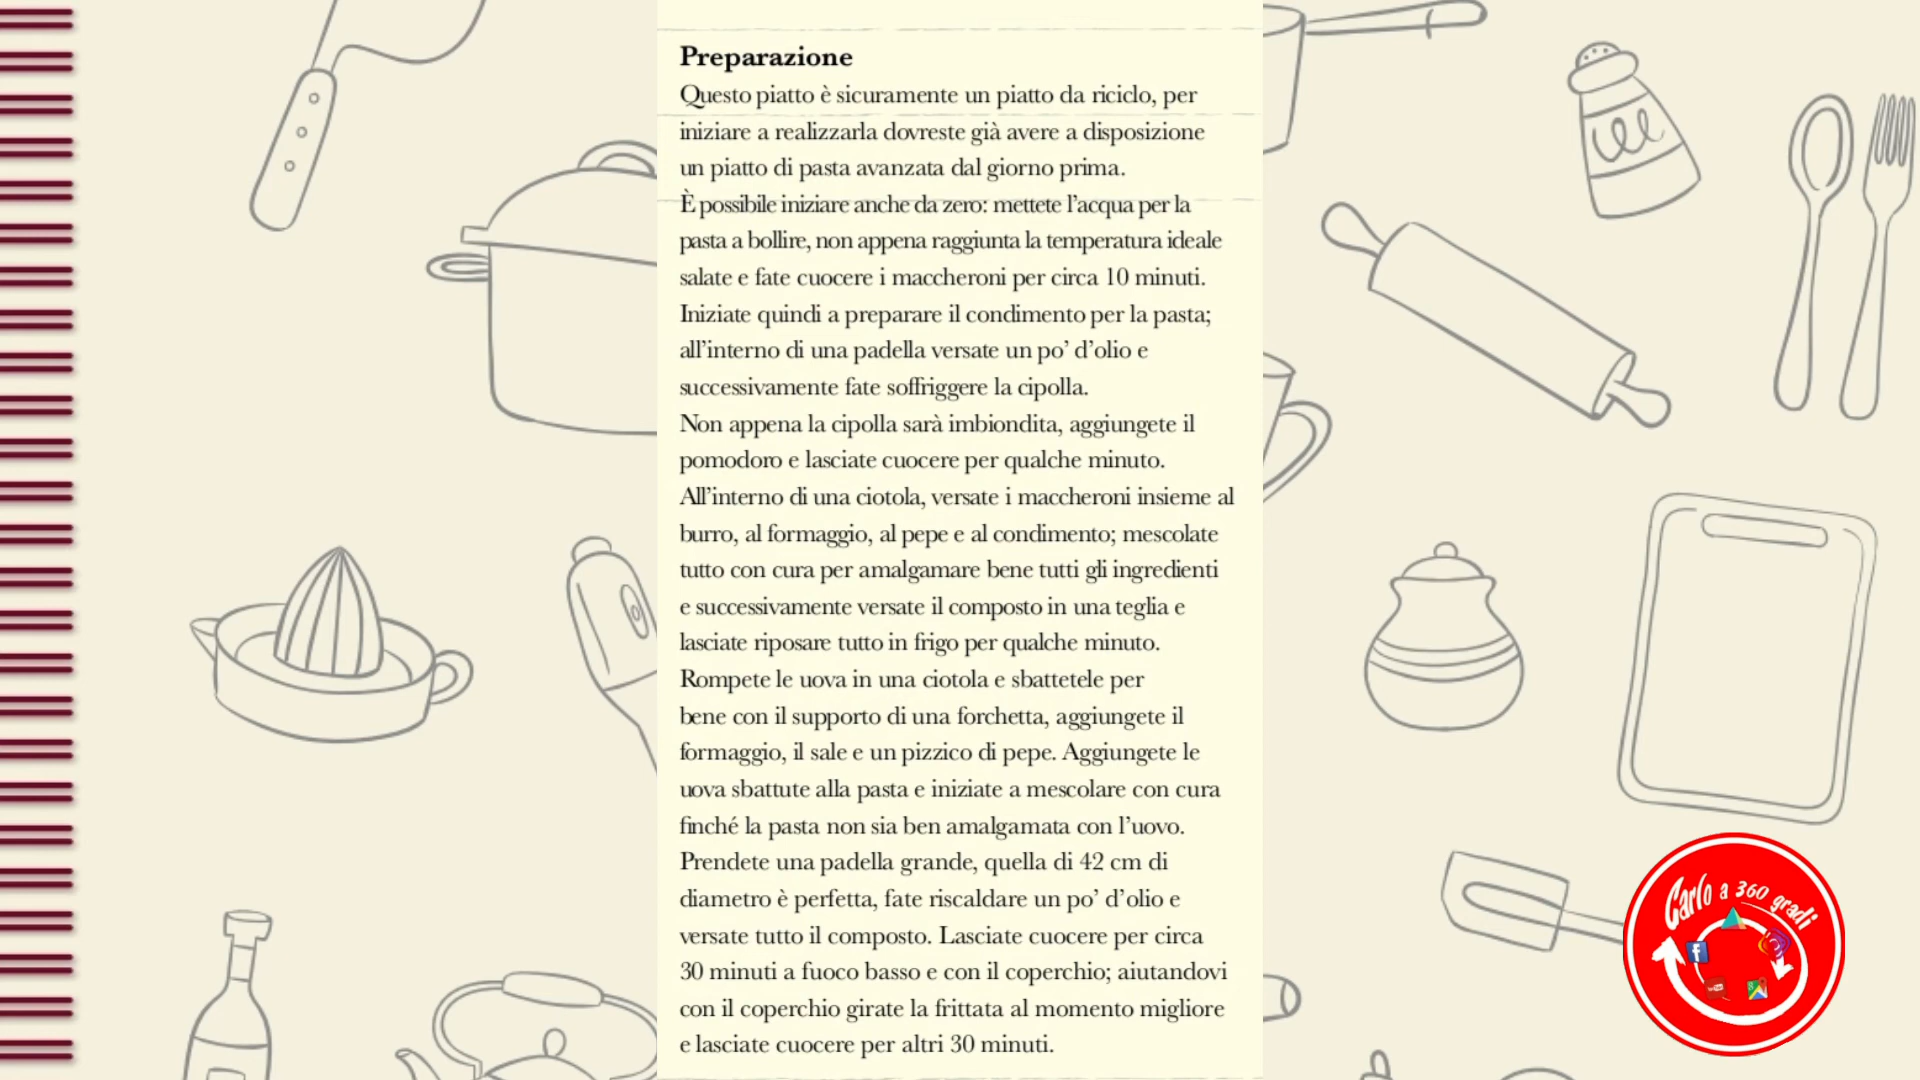 Preparazione
Questo piatto è sicuramente un piatto da riciclo, per
iniziare a realizzarla dovreste già avere a disposizione
un piatto di pasta avanzata dal giorno prima.
È possibile iniziare anche da zero: mettete l’acqua per la
pasta a bollire, non appena raggiunta la temperatura ideale
salate e fate cuocere i maccheroni per circa 10 minuti.
Iniziate quindi a preparare il condimento per la pasta;
all’interno di una padella versate un po’ d’olio e
successivamente fate soffriggere la cipolla.
Non appena la cipolla sarà imbiondita, aggiungete il
pomodoro e lasciate cuocere per qualche minuto.
All’interno di una ciotola, versate i maccheroni insieme al
burro, al formaggio, al pepe e al condimento; mescolate
tutto con cura per amalgamare bene tutti gli ingredienti
e successivamente versate il composto in una teglia e
lasciate riposare tutto in frigo per qualche minuto.
Rompete le uova in una ciotola e sbattetele per
bene con il supporto di una forchetta, aggiungete il
formaggio, il sale e un pizzico di pepe. Aggiungete le
uova sbattute alla pasta e iniziate a mescolare con cura
finché la pasta non sia ben amalgamata con l’uovo.
Prendete una padella grande, quella di 42 cm di
diametro è perfetta, fate riscaldare un po’ d’olio e
versate tutto il composto. Lasciate cuocere per circa
30 minuti a fuoco basso e con il coperchio; aiutandovi
con il coperchio girate la frittata al momento migliore
e lasciate cuocere per altri 30 minuti.
Carlo a 360 gradi